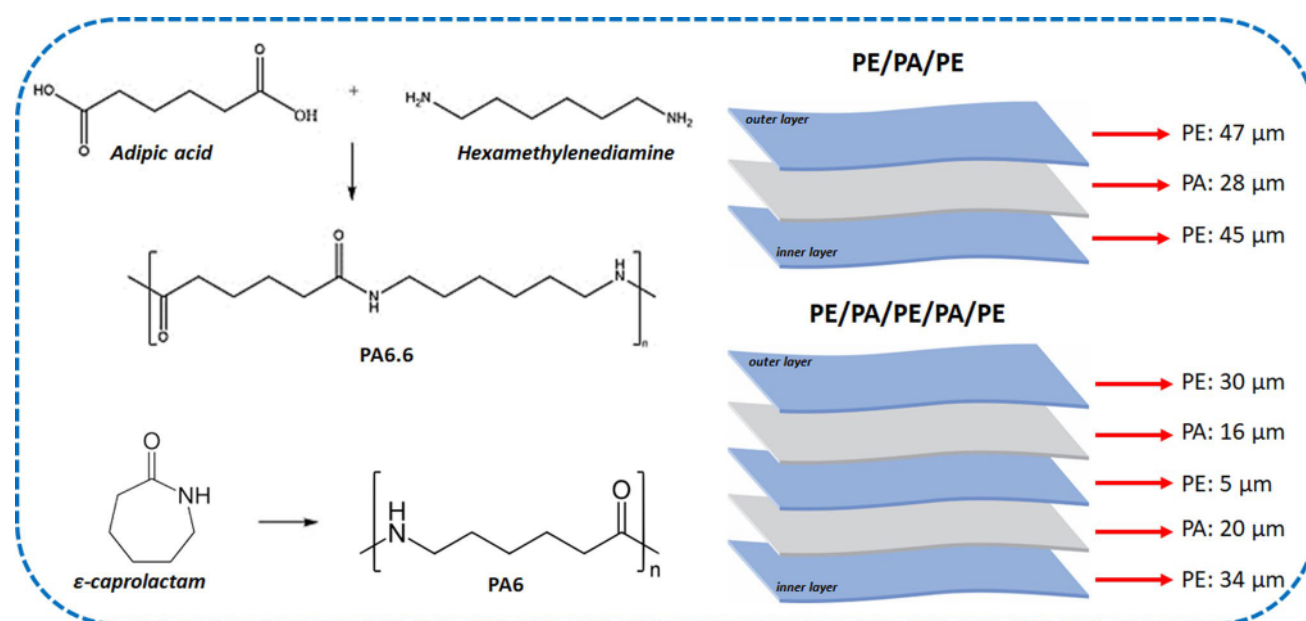 O
HO
OH
O
Adipic acid
+
H₂N
NH₂
Hexamethylenediamine
O
N
H
H
N
O
n
PA6.6
O
NH
ε-caprolactam
H
N
O
n
PA6
PE/PA/PE
outer layer
inner layer
PE: 47 μm
PA: 28 μm
PE: 45 μm
PE/PA/PE/PA/PE
outer layer
inner layer
PE: 30 μm
PA: 16 μm
PE: 5 μm
PA: 20 μm
PE: 34 μm